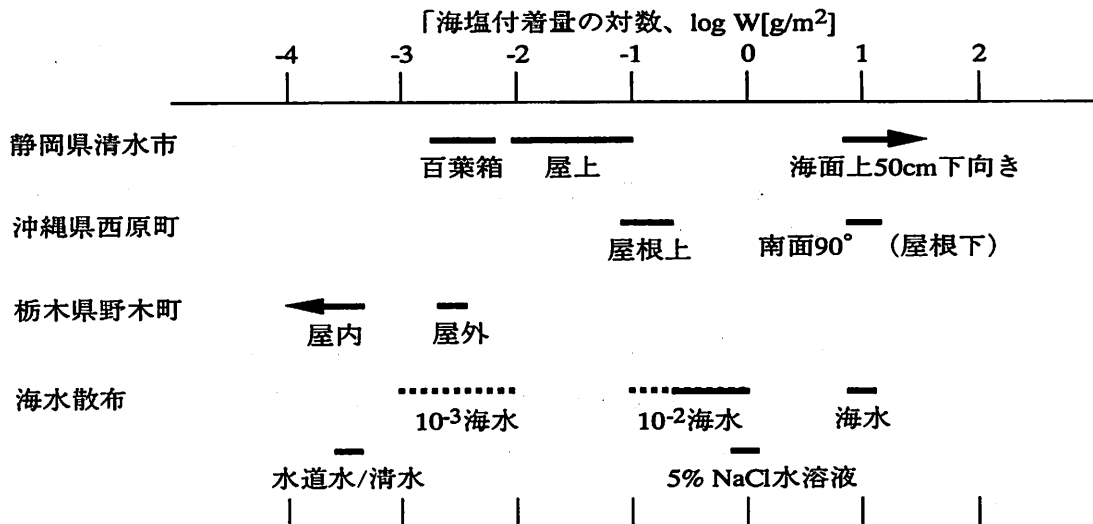 「海塩付着量の対数、log W[g/m²]
-4 -3 -2 -1 0 1 2
静岡県清水市
百葉箱 屋上 海面上50cm下向き
沖縄県西原町
屋根上 南面90°（屋根下）
栃木県野木町
屋内 屋外
海水散布
10⁻³海水 10⁻²海水 海水
水道水/清水 5% NaCl水溶液